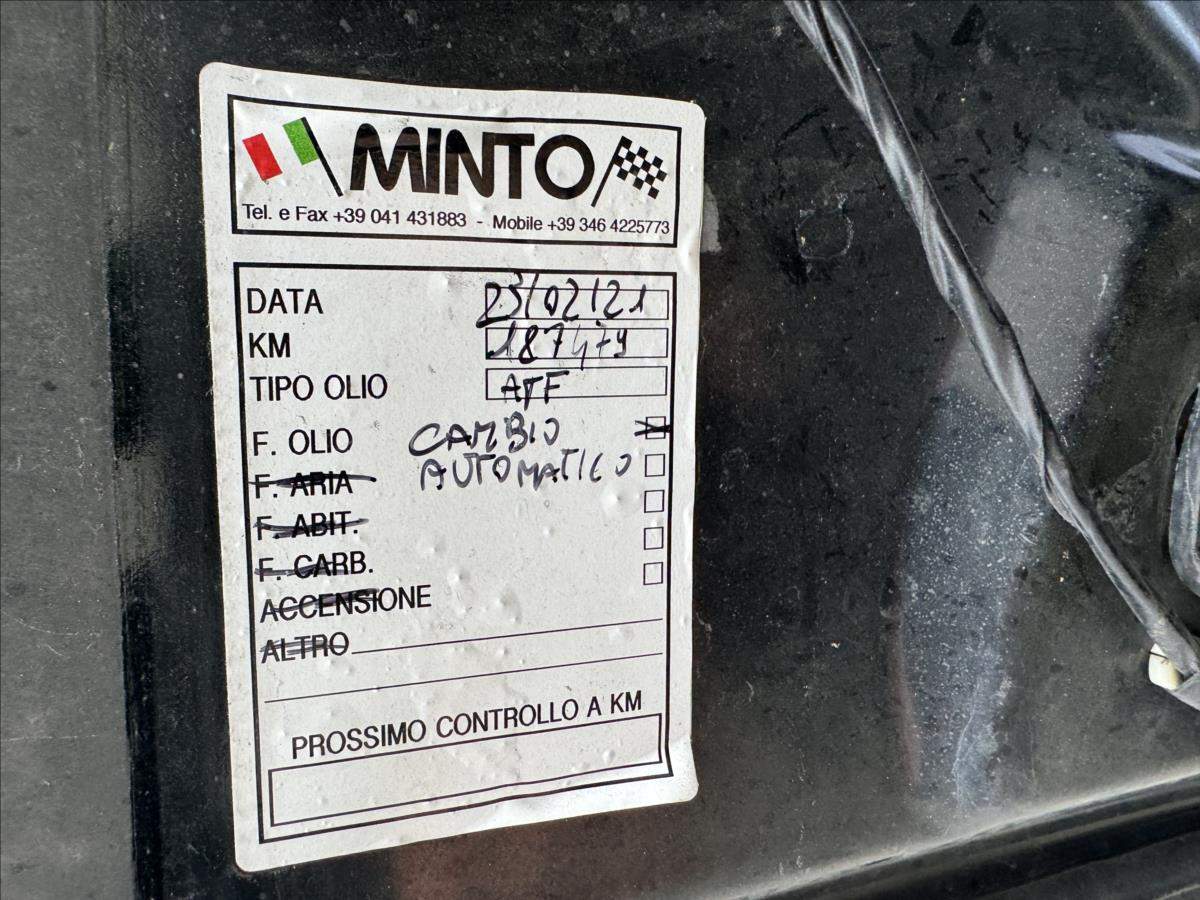 MINTO
Tel. e Fax +39 041 431883 - Mobile +39 346 4225773
DATA 23/02/21
KM 187479
TIPO OLIO ATF
F. OLIO CAMBIO
F. ARIA AUTOMATICO
F. ABIT.
F. CARB.
ACCENSIONE
ALTRO
PROSSIMO CONTROLLO A KM